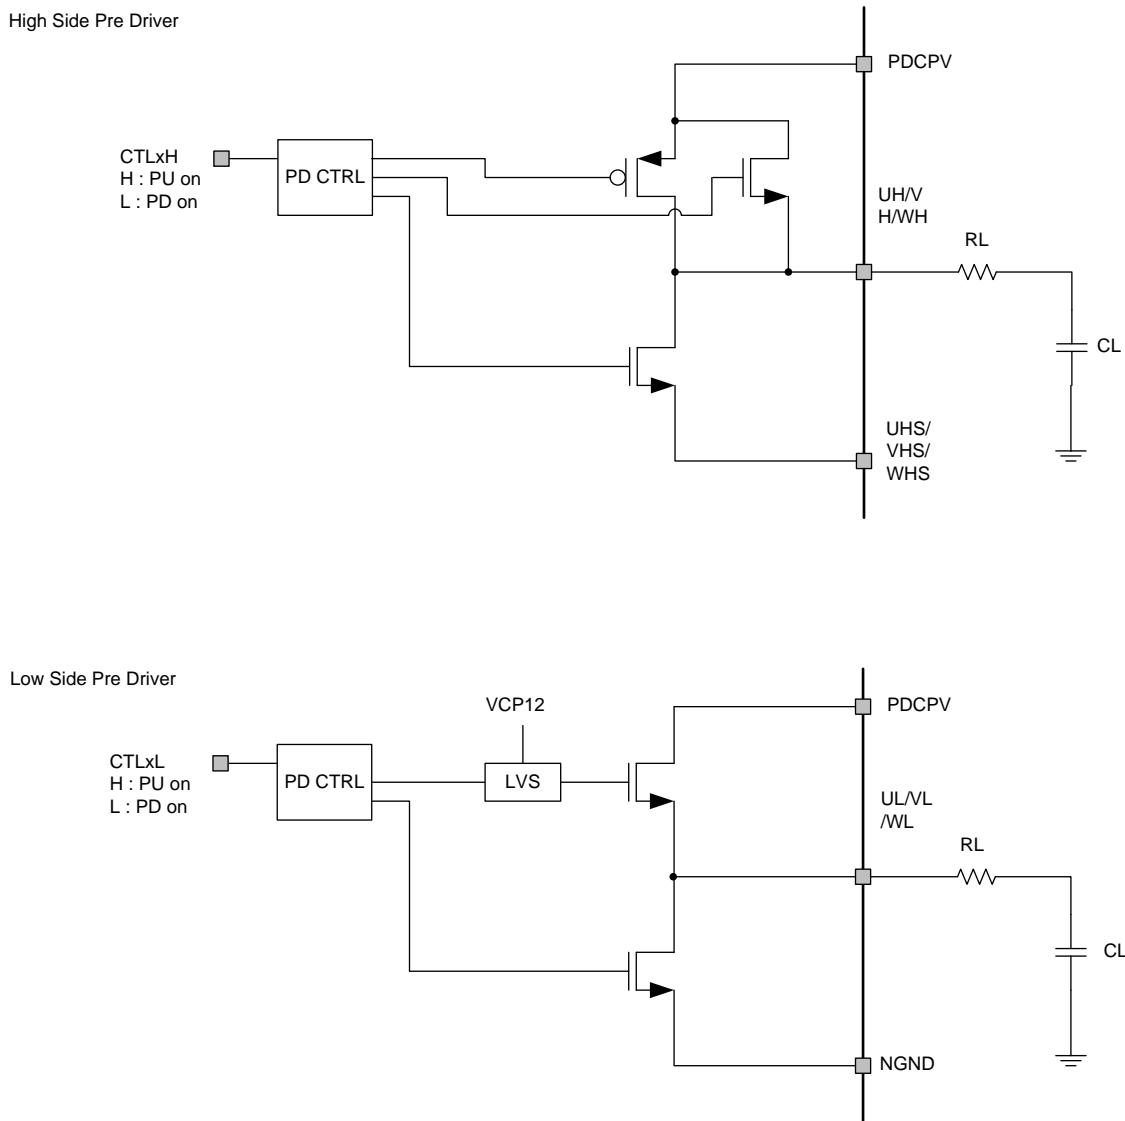 High Side Pre Driver
PDCPV
CTLxH
H : PU on
L : PD on
PD CTRL
UH/V
H/WH
RL
CL
UHS/
VHS/
WHS
Low Side Pre Driver
VCP12
PDCPV
CTLxL
H : PU on
L : PD on
PD CTRL
LVS
UL/VL
/WL
RL
CL
NGND